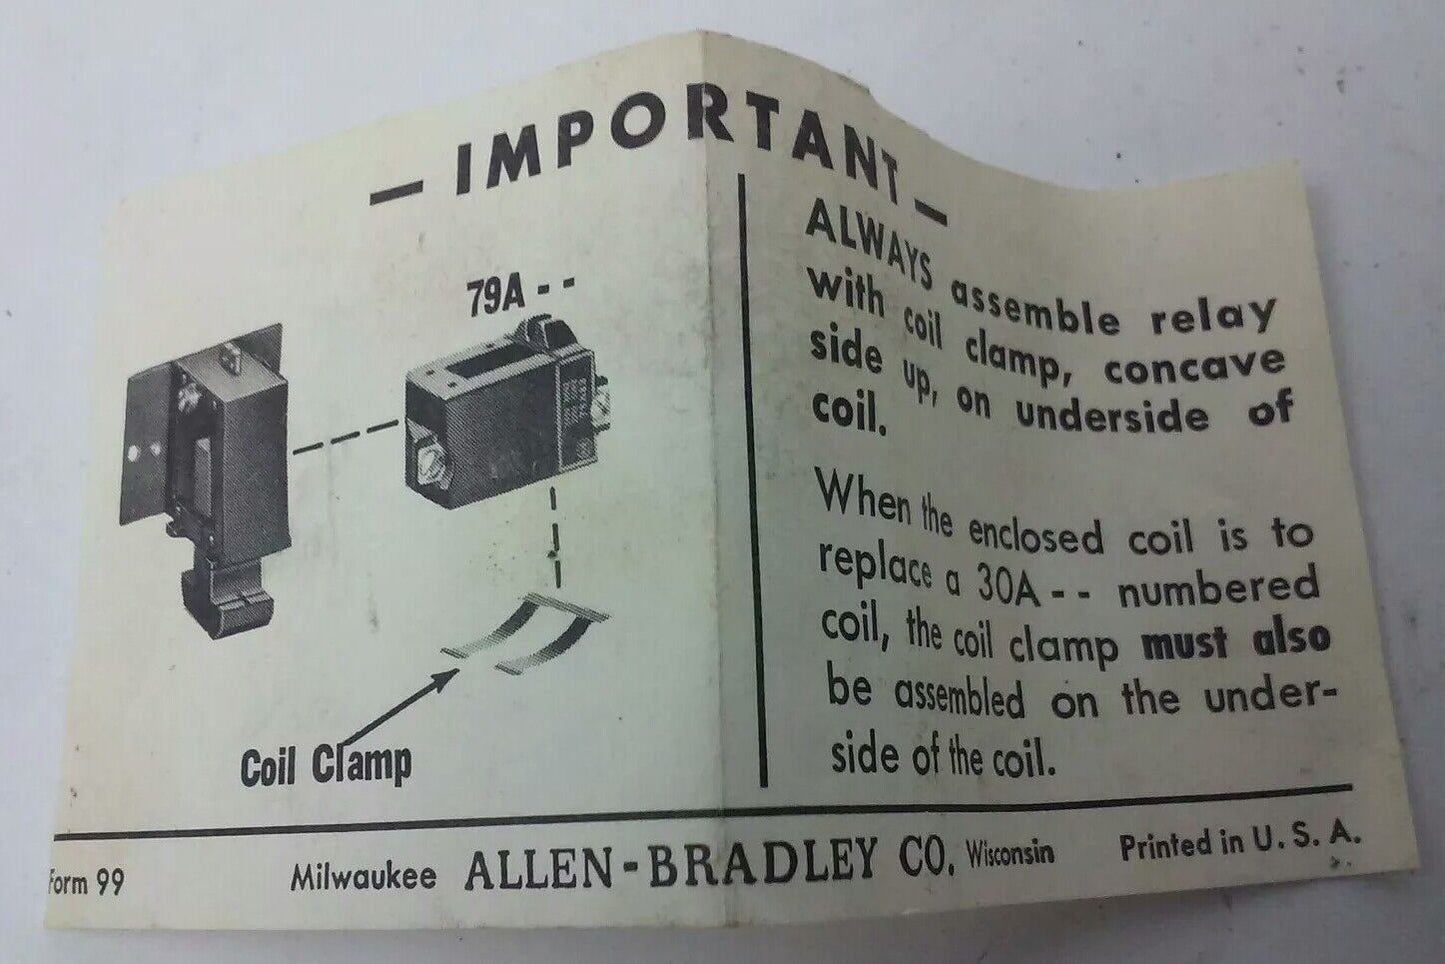 — IMPORTANT —
79A - -
Coil Clamp
ALWAYS assemble relay
with coil clamp, concave
side up, on underside of
coil.
When the enclosed coil is to
replace a 30A - - numbered
coil, the coil clamp must also
be assembled on the under-
side of the coil.
Form 99
Milwaukee ALLEN-BRADLEY CO. Wisconsin
Printed in U. S. A.